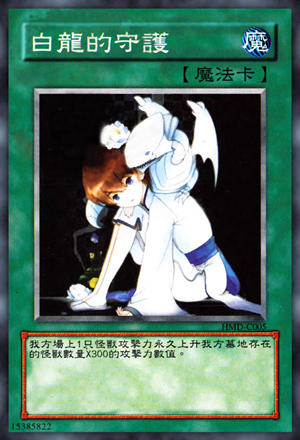 白龍的守護
魔
【魔法卡】
HMD-C005
我方場上1只怪獸攻擊力永久上升我方墓地存在
的怪獸數量X300的攻擊力數值。
15385822